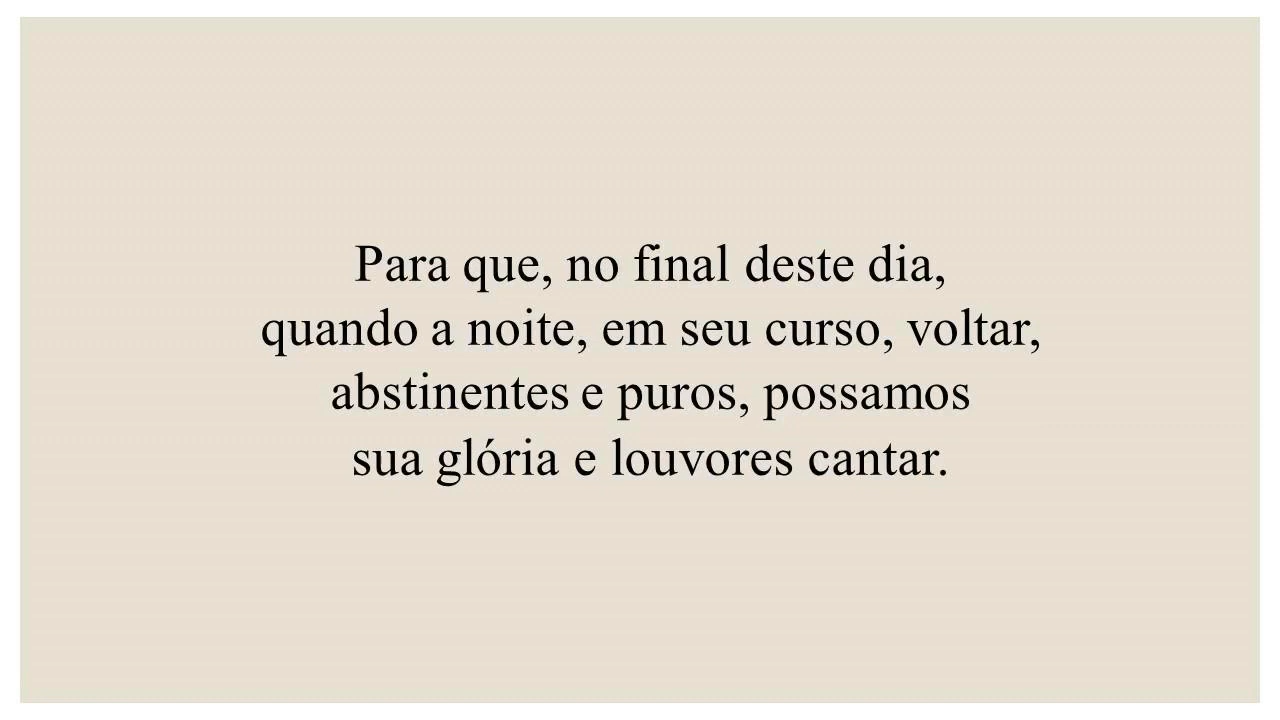 Para que, no final deste dia,
quando a noite, em seu curso, voltar,
abstinentes e puros, possamos
sua glória e louvores cantar.